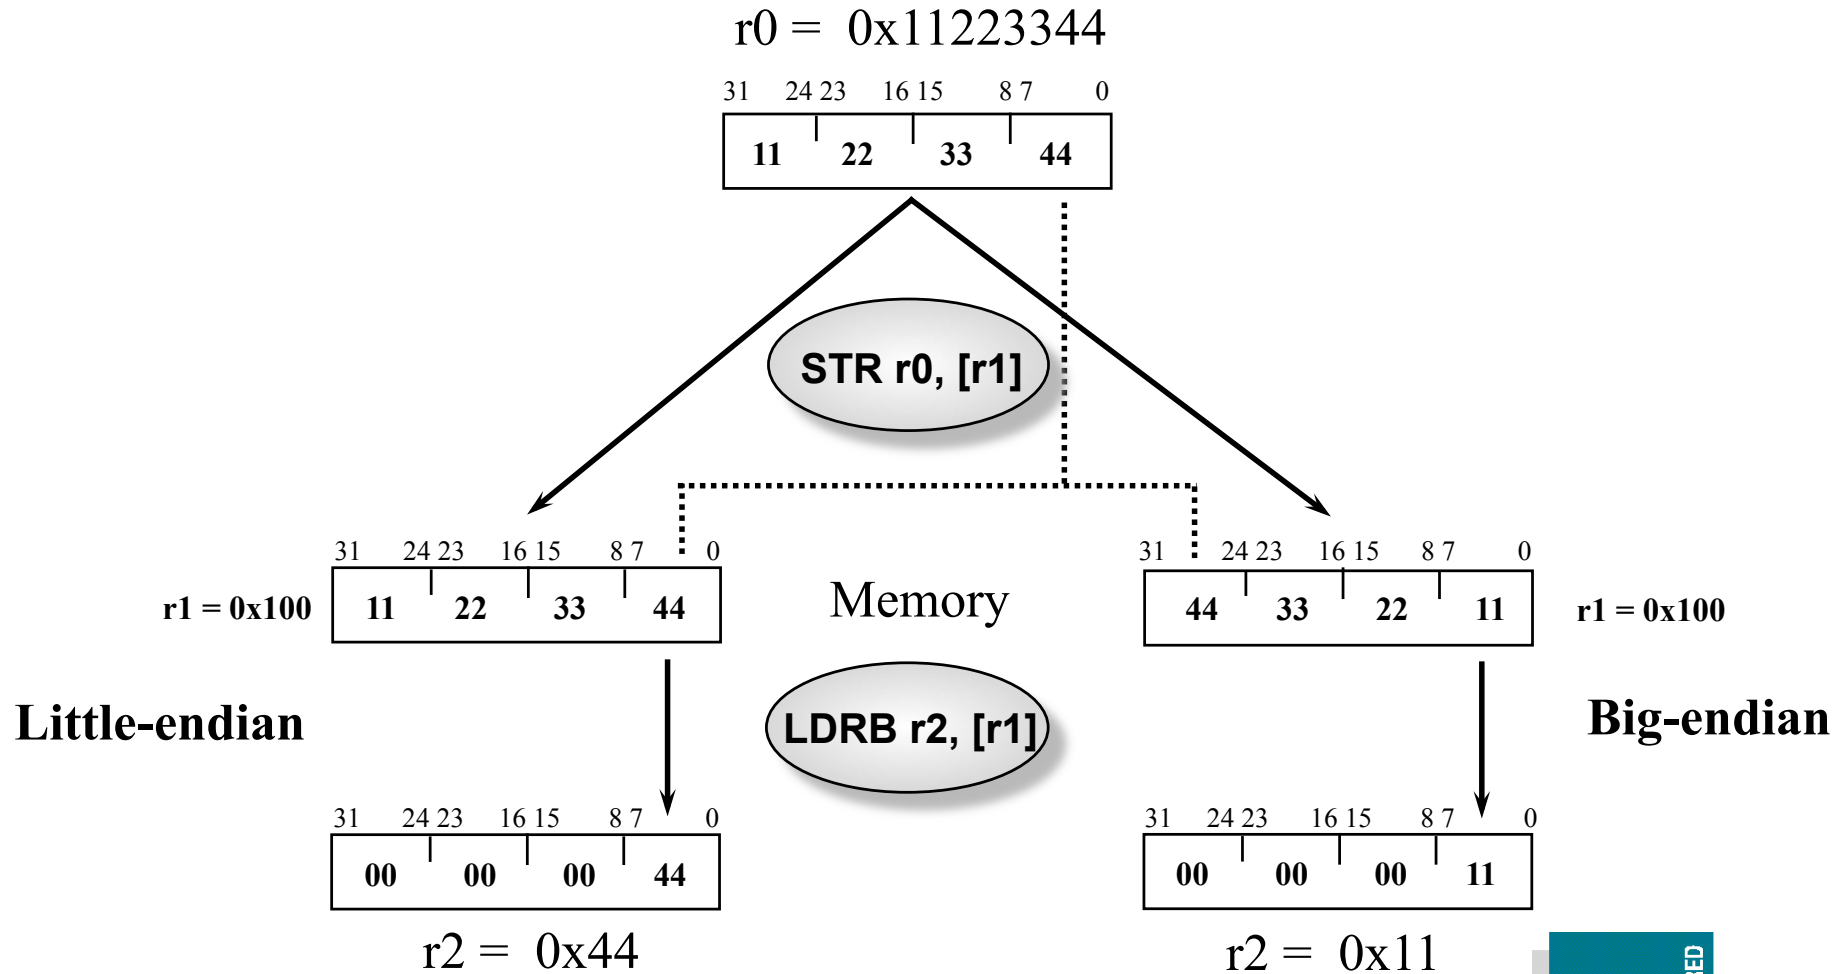 r0 = 0x11223344
31 24 23 16 15 8 7 0
11 22 33 44
STR r0, [r1]
31 24 23 16 15 8 7 0
r1 = 0x100 11 22 33 44
Memory
31 24 23 16 15 8 7 0
44 33 22 11 r1 = 0x100
Little-endian
LDRB r2, [r1]
Big-endian
31 24 23 16 15 8 7 0
00 00 00 44
31 24 23 16 15 8 7 0
00 00 00 11
r2 = 0x44
r2 = 0x11